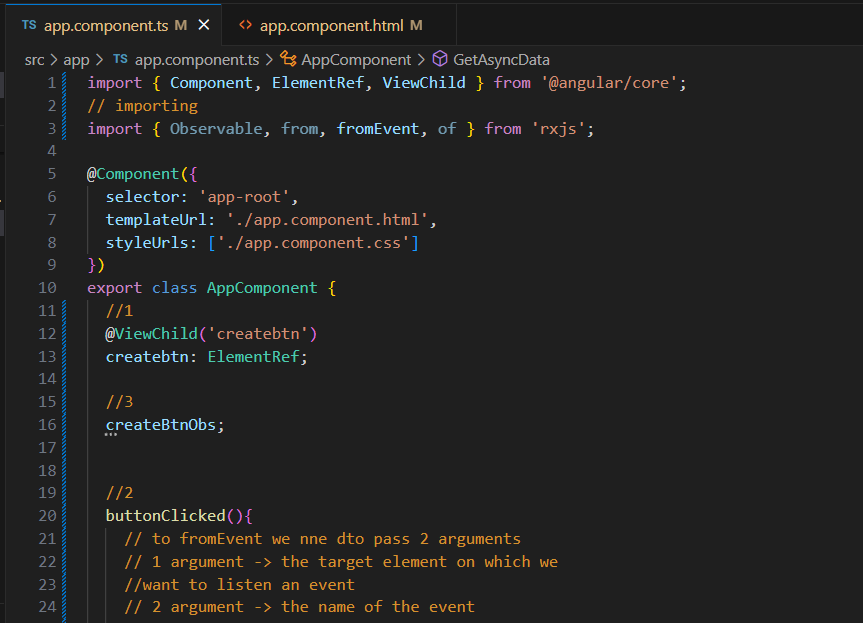 TS app.component.ts M ✕ <> app.component.html M
src > app > TS app.component.ts > AppComponent > GetAsyncData
1 import { Component, ElementRef, ViewChild } from '@angular/core';
2 // importing
3 import { Observable, from, fromEvent, of } from 'rxjs';
4
5 @Component({
6 selector: 'app-root',
7 templateUrl: './app.component.html',
8 styleUrls: ['./app.component.css']
9 })
10 export class AppComponent {
11 //1
12 @ViewChild('createbtn')
13 createbtn: ElementRef;
14
15 //3
16 createBtnObs;
17
18
19 //2
20 buttonClicked(){
21 // to fromEvent we nne dto pass 2 arguments
22 // 1 argument -> the target element on which we
23 //want to listen an event
24 // 2 argument -> the name of the event